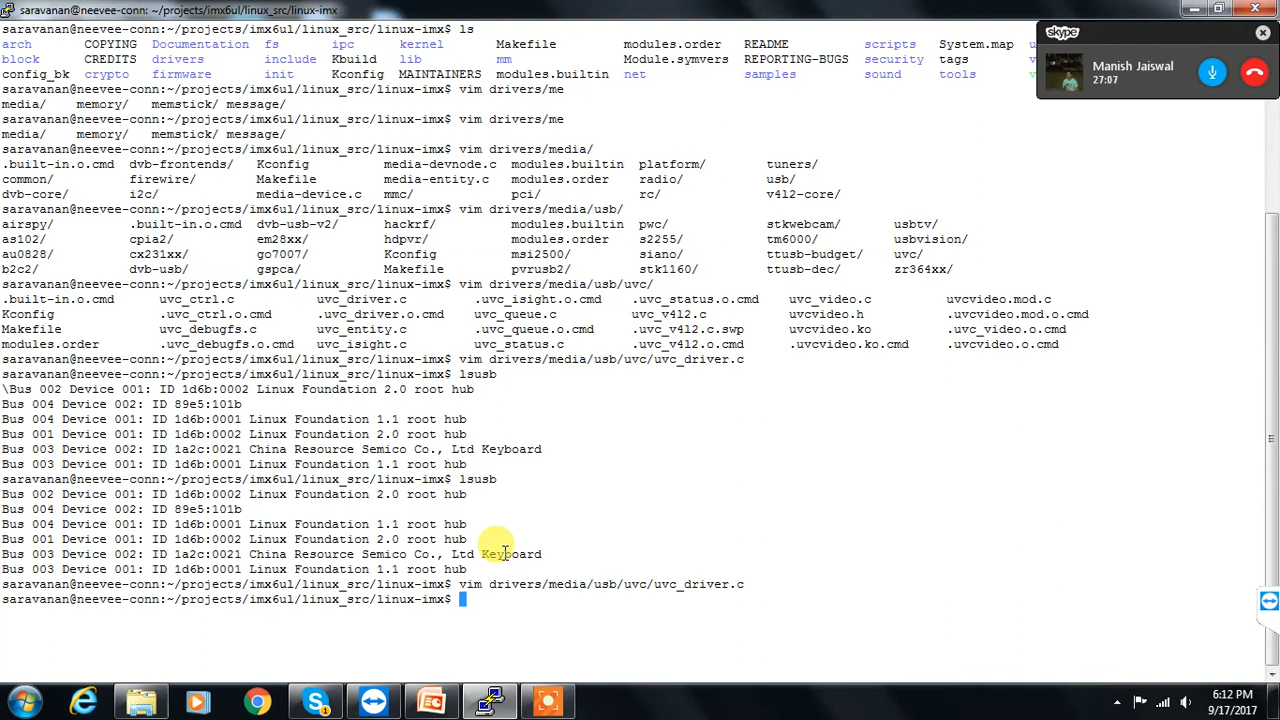 saravanan@neevee-conn: ~/projects/imx6ul/linux_src/linux-imx
saravanan@neevee-conn:~/projects/imx6ul/linux_src/linux-imx$ ls
arch COPYING Documentation fs ipc kernel Makefile modules.order README scripts System.map
block CREDITS drivers include Kbuild lib mm Module.symvers REPORTING-BUGS security tags
config_bk crypto firmware init Kconfig MAINTAINERS modules.builtin net samples sound tools
saravanan@neevee-conn:~/projects/imx6ul/linux_src/linux-imx$ vim drivers/me
media/ memory/ memstick/ message/
saravanan@neevee-conn:~/projects/imx6ul/linux_src/linux-imx$ vim drivers/me
media/ memory/ memstick/ message/
saravanan@neevee-conn:~/projects/imx6ul/linux_src/linux-imx$ vim drivers/media/
.built-in.o.cmd dvb-frontends/ Kconfig media-devnode.c modules.builtin platform/ tuners/
common/ firewire/ Makefile media-entity.c modules.order radio/ usb/
dvb-core/ i2c/ media-device.c mmc/ pci/ rc/ v4l2-core/
saravanan@neevee-conn:~/projects/imx6ul/linux_src/linux-imx$ vim drivers/media/usb/
airspy/ .built-in.o.cmd dvb-usb-v2/ hackrf/ modules.builtin pwc/ stkwebcam/ usbtv/
as102/ cpia2/ em28xx/ hdpvr/ modules.order s2255/ tm6000/ usbvision/
au0828/ cx231xx/ go7007/ Kconfig msi2500/ siano/ ttusb-budget/ uvc/
b2c2/ dvb-usb/ gspca/ Makefile pvrusb2/ stk1160/ ttusb-dec/ zr364xx/
saravanan@neevee-conn:~/projects/imx6ul/linux_src/linux-imx$ vim drivers/media/usb/uvc/
.built-in.o.cmd uvc_ctrl.c uvc_driver.c .uvc_isight.o.cmd .uvc_status.o.cmd uvc_video.c uvcvideo.mod.c
Kconfig .uvc_ctrl.o.cmd .uvc_driver.o.cmd uvc_queue.c uvc_v4l2.c uvcvideo.h .uvcvideo.mod.o.cmd
Makefile uvc_debugfs.c uvc_entity.c .uvc_queue.o.cmd .uvc_v4l2.c.swp uvcvideo.ko .uvc_video.o.cmd
modules.order .uvc_debugfs.o.cmd uvc_isight.c uvc_status.c .uvc_v4l2.o.cmd .uvcvideo.ko.cmd .uvcvideo.o.cmd
saravanan@neevee-conn:~/projects/imx6ul/linux_src/linux-imx$ vim drivers/media/usb/uvc/uvc_driver.c
saravanan@neevee-conn:~/projects/imx6ul/linux_src/linux-imx$ lsusb
\Bus 002 Device 001: ID 1d6b:0002 Linux Foundation 2.0 root hub
Bus 004 Device 002: ID 89e5:101b
Bus 004 Device 001: ID 1d6b:0001 Linux Foundation 1.1 root hub
Bus 001 Device 001: ID 1d6b:0002 Linux Foundation 2.0 root hub
Bus 003 Device 002: ID 1a2c:0021 China Resource Semico Co., Ltd Keyboard
Bus 003 Device 001: ID 1d6b:0001 Linux Foundation 1.1 root hub
saravanan@neevee-conn:~/projects/imx6ul/linux_src/linux-imx$ lsusb
Bus 002 Device 001: ID 1d6b:0002 Linux Foundation 2.0 root hub
Bus 004 Device 002: ID 89e5:101b
Bus 004 Device 001: ID 1d6b:0001 Linux Foundation 1.1 root hub
Bus 001 Device 001: ID 1d6b:0002 Linux Foundation 2.0 root hub
Bus 003 Device 002: ID 1a2c:0021 China Resource Semico Co., Ltd Keyboard
Bus 003 Device 001: ID 1d6b:0001 Linux Foundation 1.1 root hub
saravanan@neevee-conn:~/projects/imx6ul/linux_src/linux-imx$ vim drivers/media/usb/uvc/uvc_driver.c
saravanan@neevee-conn:~/projects/imx6ul/linux_src/linux-imx$
skype
Manish Jaiswal
27:07
6:12 PM
9/17/2017